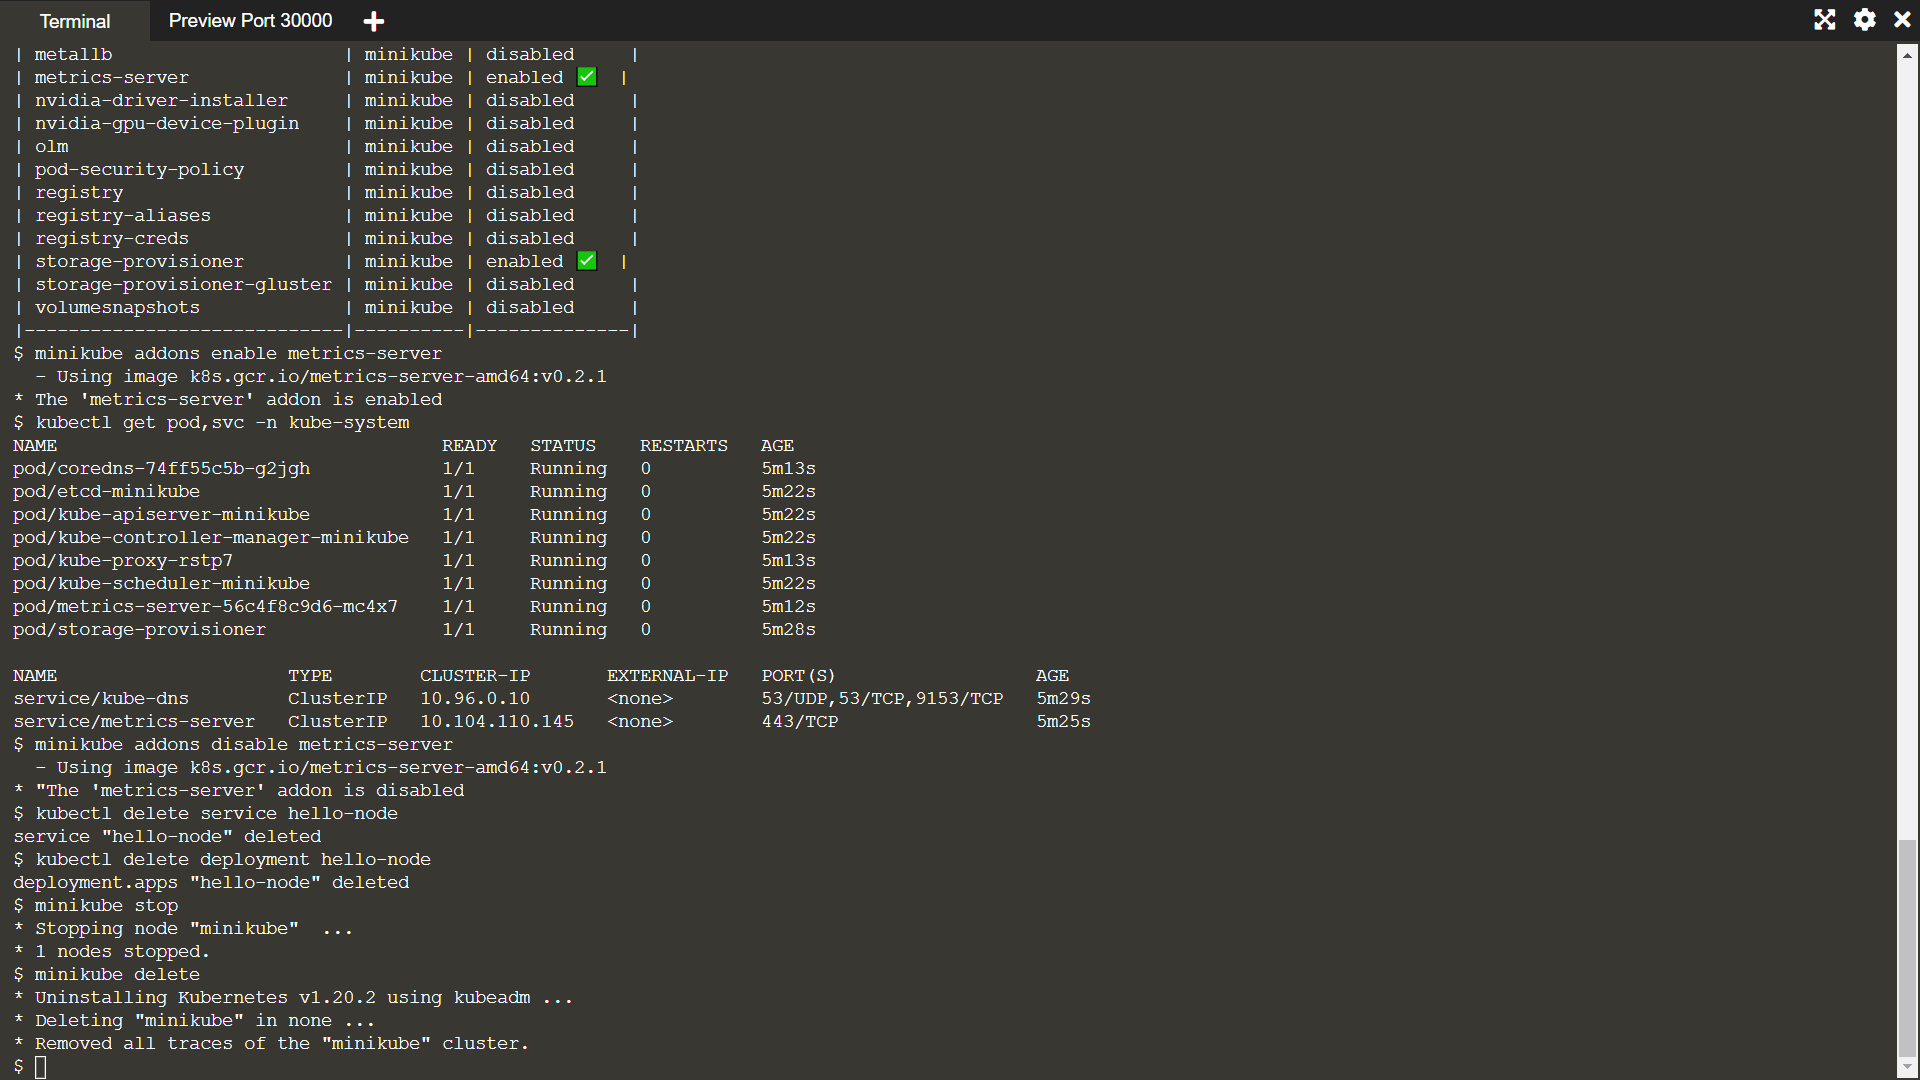 Terminal Preview Port 30000
| metallb | minikube | disabled |
| metrics-server | minikube | enabled ✅ |
| nvidia-driver-installer | minikube | disabled |
| nvidia-gpu-device-plugin | minikube | disabled |
| olm | minikube | disabled |
| pod-security-policy | minikube | disabled |
| registry | minikube | disabled |
| registry-aliases | minikube | disabled |
| registry-creds | minikube | disabled |
| storage-provisioner | minikube | enabled ✅ |
| storage-provisioner-gluster | minikube | disabled |
| volumesnapshots | minikube | disabled |
|-----------------------------|----------|--------------|
$ minikube addons enable metrics-server
  - Using image k8s.gcr.io/metrics-server-amd64:v0.2.1
* The 'metrics-server' addon is enabled
$ kubectl get pod,svc -n kube-system
NAME READY STATUS RESTARTS AGE
pod/coredns-74ff55c5b-g2jgh 1/1 Running 0 5m13s
pod/etcd-minikube 1/1 Running 0 5m22s
pod/kube-apiserver-minikube 1/1 Running 0 5m22s
pod/kube-controller-manager-minikube 1/1 Running 0 5m22s
pod/kube-proxy-rstp7 1/1 Running 0 5m13s
pod/kube-scheduler-minikube 1/1 Running 0 5m22s
pod/metrics-server-56c4f8c9d6-mc4x7 1/1 Running 0 5m12s
pod/storage-provisioner 1/1 Running 0 5m28s
NAME TYPE CLUSTER-IP EXTERNAL-IP PORT(S) AGE
service/kube-dns ClusterIP 10.96.0.10 <none> 53/UDP,53/TCP,9153/TCP 5m29s
service/metrics-server ClusterIP 10.104.110.145 <none> 443/TCP 5m25s
$ minikube addons disable metrics-server
  - Using image k8s.gcr.io/metrics-server-amd64:v0.2.1
* "The 'metrics-server' addon is disabled
$ kubectl delete service hello-node
service "hello-node" deleted
$ kubectl delete deployment hello-node
deployment.apps "hello-node" deleted
$ minikube stop
* Stopping node "minikube"  ...
* 1 nodes stopped.
$ minikube delete
* Uninstalling Kubernetes v1.20.2 using kubeadm ...
* Deleting "minikube" in none ...
* Removed all traces of the "minikube" cluster.
$